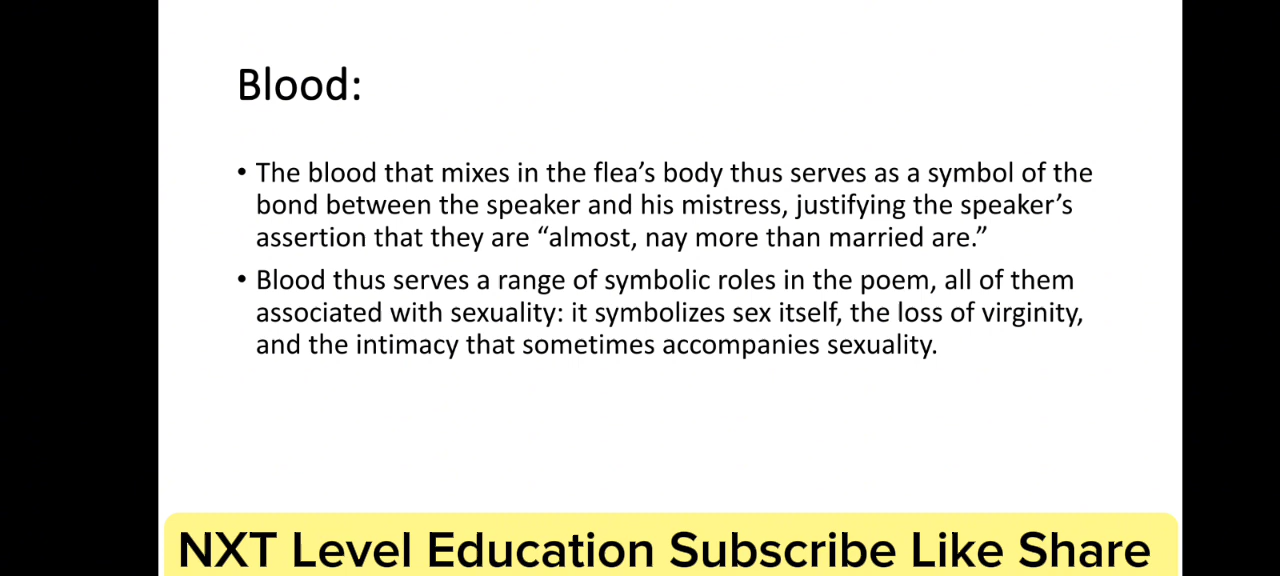 Blood:
• The blood that mixes in the flea’s body thus serves as a symbol of the
bond between the speaker and his mistress, justifying the speaker’s
assertion that they are “almost, nay more than married are.”
• Blood thus serves a range of symbolic roles in the poem, all of them
associated with sexuality: it symbolizes sex itself, the loss of virginity,
and the intimacy that sometimes accompanies sexuality.
NXT Level Education Subscribe Like Share